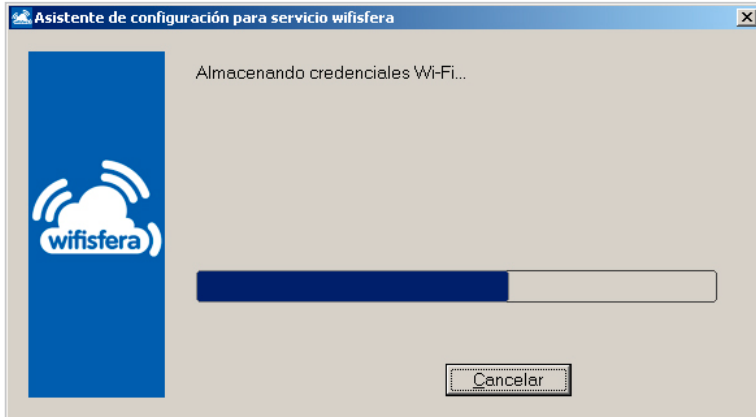 Asistente de configuración para servicio wifisfera
Almacenando credenciales Wi-Fi...
wifisfera
Cancelar